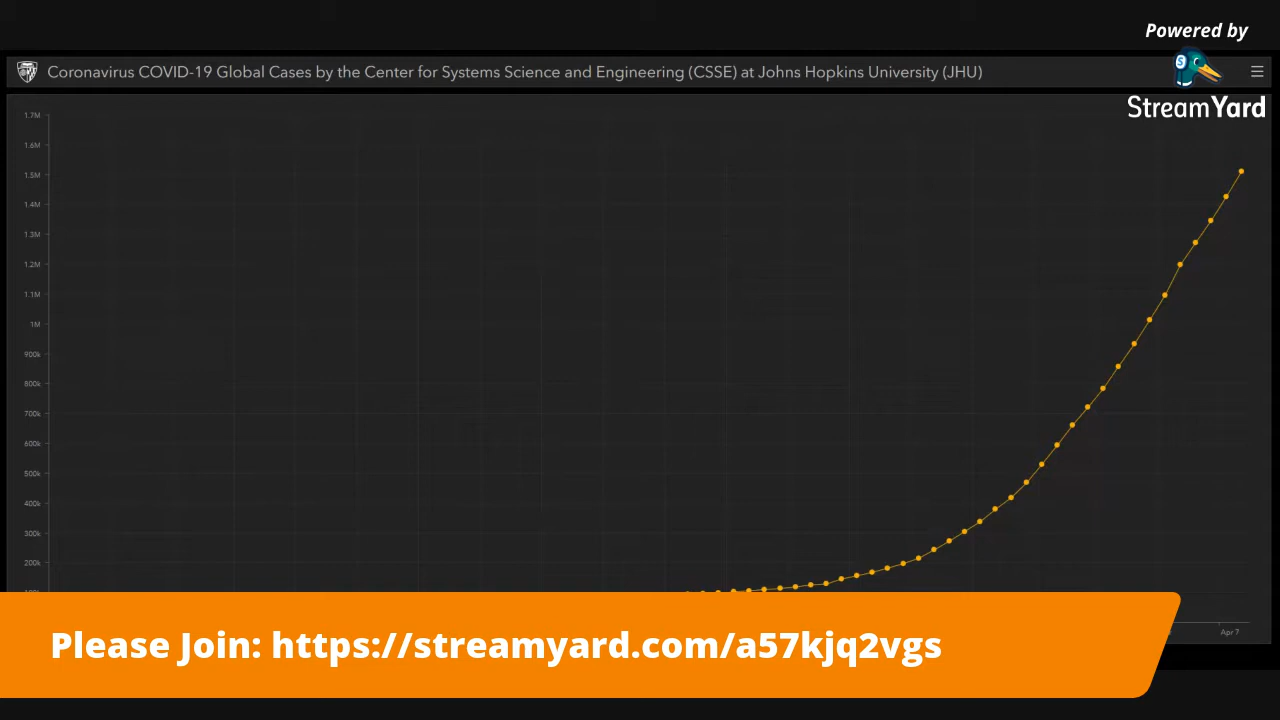 Powered by
Coronavirus COVID-19 Global Cases by the Center for Systems Science and Engineering (CSSE) at Johns Hopkins University (JHU)
StreamYard
1.7M
1.6M
1.5M
1.4M
1.3M
1.2M
1.1M
1M
900k
800k
700k
600k
500k
400k
300k
200k
Apr 7
Please Join: https://streamyard.com/a57kjq2vgs